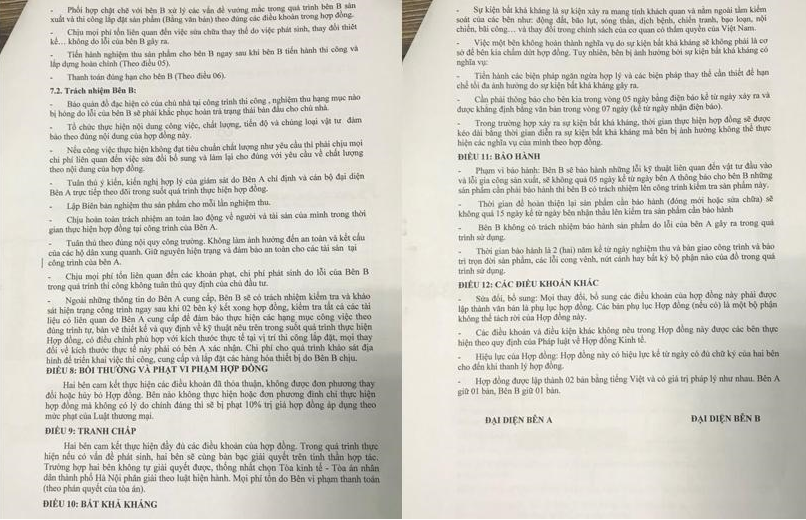 - Phối hợp chặt chẽ với bên B xử lý các vấn đề vướng mắc trong quá trình bên B sản
xuất và thi công lắp đặt sản phẩm (Bằng văn bản) theo đúng các điều khoản trong hợp đồng.
- Chịu mọi phí tổn liên quan đến việc sửa chữa thay thế do việc phát sinh, thay đổi thiết
kế… không do lỗi của bên B gây ra.
- Tiến hành nghiệm thu sản phẩm cho bên B ngay sau khi bên B tiến hành thi công và
lắp dựng hoàn chỉnh (Theo điều 05).
- Thanh toán đúng hạn cho bên B (Theo điều 06).
7.2. Trách nhiệm Bên B:
- Bảo quản đồ đạc hiện có của chủ nhà tại công trình thi công, nghiệm thu hạng mục nào
bị hỏng do lỗi của bên B sẽ phải khắc phục hoàn trả trạng thái ban đầu cho chủ nhà.
- Tổ chức thực hiện nội dung công việc, chất lượng, tiến độ và chủng loại vật tư đảm
bảo theo đúng nội dung của hợp đồng này.
- Nếu công việc thực hiện không đạt tiêu chuẩn chất lượng như yêu cầu thì phải chịu mọi
chi phí liên quan đến việc sửa đổi bổ sung và làm lại cho đúng với yêu cầu về chất lượng
theo nội dung của hợp đồng.
- Tuân thủ ý kiến, kiến nghị hợp lý của giám sát do Bên A chỉ định và cán bộ đại diện
Bên A trực tiếp theo dõi trong suốt quá trình thực hiện hợp đồng.
- Lập Biên bản nghiệm thu sản phẩm cho mỗi lần nghiệm thu.
- Chịu hoàn toàn trách nhiệm an toàn lao động về người và tài sản của mình trong thời
gian thực hiện hợp đồng tại công trình của Bên A.
- Tuân thủ theo đúng nội quy công trường. Không làm ảnh hưởng đến an toàn và kết cấu
của các hộ dân xung quanh. Giữ nguyên hiện trạng và đảm bảo an toàn cho các tài sản tại
công trình của bên A.
- Chịu mọi phí tổn liên quan đến các khoản phạt, chi phí phát sinh do lỗi của Bên B
trong quá trình thi công không tuân thủ quy định của chủ đầu tư.
- Ngoài những thông tin do Bên A cung cấp, Bên B sẽ có trách nhiệm kiểm tra và khảo
sát hiện trạng công trình ngay sau khi 02 bên ký kết xong hợp đồng, kiểm tra tất cả các tài
liệu có liên quan do Bên A cung cấp để đảm bảo thực hiện các hạng mục công việc theo
đúng trình tự, bản vẽ thiết kế và quy định về kỹ thuật nêu trên trong suốt quá trình thực hiện
Hợp đồng, có điều chỉnh phù hợp với kích thước thực tế tại vị trí thi công lắp đặt, mọi thay
đổi về kích thước thực tế này phải có bên A xác nhận. Chi phí cho quá trình khảo sát địa
hình để triển khai việc thi công, cung cấp và lắp đặt các hàng hóa thiết bị do Bên B chịu.
ĐIỀU 8: BỒI THƯỜNG VÀ PHẠT VI PHẠM HỢP ĐỒNG
Hai bên cam kết thực hiện các điều khoản đã thỏa thuận, không được đơn phương thay
đổi hoặc hủy bỏ Hợp đồng. Bên nào không thực hiện hoặc đơn phương đình chỉ thực hiện
hợp đồng mà không có lý do chính đáng thì sẽ bị phạt 10% trị giá hợp đồng áp dụng theo
mức phạt của Luật thương mại.
ĐIỀU 9: TRANH CHẤP
Hai bên cam kết thực hiện đầy đủ các điều khoản của hợp đồng. Trong quá trình thực
hiện nếu có vấn đề phát sinh, hai bên sẽ cùng bàn bạc giải quyết trên tinh thần hợp tác.
Trường hợp hai bên không tự giải quyết được, thống nhất chọn Tòa kinh tế - Tòa án nhân
dân thành phố Hà Nội phân giải theo luật hiện hành. Mọi phí tổn do Bên vi phạm thanh toán
(theo phán quyết của tòa án).
ĐIỀU 10: BẤT KHẢ KHÁNG
- Sự kiện bất khả kháng là sự kiện xảy ra mang tính khách quan và nằm ngoài tầm kiểm
soát của các bên như: động đất, bão lụt, sóng thần, dịch bệnh, chiến tranh, bạo loạn, nội
chiến, bãi công… và thay đổi trong chính sách của cơ quan có thẩm quyền của Việt Nam.
- Việc một bên không hoàn thành nghĩa vụ do sự kiện bất khả kháng sẽ không phải là cơ
sở để bên kia chấm dứt hợp đồng. Tuy nhiên, bên bị ảnh hưởng bởi sự kiện bất khả kháng có
nghĩa vụ:
- Tiến hành các biện pháp ngăn ngừa hợp lý và các biện pháp thay thế cần thiết để hạn
chế tối đa ảnh hưởng do sự kiện bất khả kháng gây ra.
- Cần phải thông báo cho bên kia trong vòng 05 ngày bằng điện báo kể từ ngày xảy ra và
được khẳng định bằng văn bản trong vòng 07 ngày (kể từ ngày nhận điện báo).
- Trong trường hợp xảy ra sự kiện bất khả kháng, thời gian thực hiện hợp đồng sẽ được
kéo dài bằng thời gian diễn ra sự kiện bất khả kháng mà bên bị ảnh hưởng không thể thực
hiện các nghĩa vụ của mình theo hợp đồng.
ĐIỀU 11: BẢO HÀNH
- Phạm vi bảo hành: Bên B sẽ bảo hành những lỗi kỹ thuật liên quan đến vật tư đầu vào
và lỗi gia công sản xuất, sẽ không quá 05 ngày kể từ ngày bên A thông báo cho bên B những
sản phẩm cần phải bảo hành thì bên B có trách nhiệm lên công trình kiểm tra sản phẩm này.
- Thời gian để hoàn thiện lại sản phẩm cần bảo hành (đóng mới hoặc sửa chữa) sẽ
không quá 15 ngày kể từ ngày bên nhận thầu lên kiểm tra sản phẩm cần bảo hành
- Bên B không có trách nhiệm bảo hành sản phẩm do lỗi của bên A gây ra trong quá
trình sử dụng.
- Thời gian bảo hành là 2 (hai) năm kể từ ngày nghiệm thu và bàn giao công trình và bảo
trì trọn đời sản phẩm, các lỗi cong vênh, nứt cánh hay bất kỳ bộ phận nào của đồ trong quá
trình sử dụng.
ĐIỀU 12: CÁC ĐIỀU KHOẢN KHÁC
- Sửa đổi, bổ sung: Mọi thay đổi, bổ sung các điều khoản của hợp đồng này phải được
lập thành văn bản là phụ lục hợp đồng. Các bản phụ lục Hợp đồng (nếu có) là một bộ phận
không thể tách rời của Hợp đồng này.
- Các điều khoản và điều kiện khác không nêu trong Hợp đồng này được các bên thực
hiện theo quy định của Pháp luật về Hợp đồng Kinh tế.
- Hiệu lực của Hợp đồng: Hợp đồng này có hiệu lực kể từ ngày có đủ chữ ký của hai bên
cho đến khi thanh lý hợp đồng.
- Hợp đồng được lập thành 02 bản bằng tiếng Việt và có giá trị pháp lý như nhau. Bên A
giữ 01 bản, Bên B giữ 01 bản.
ĐẠI DIỆN BÊN A ĐẠI DIỆN BÊN B